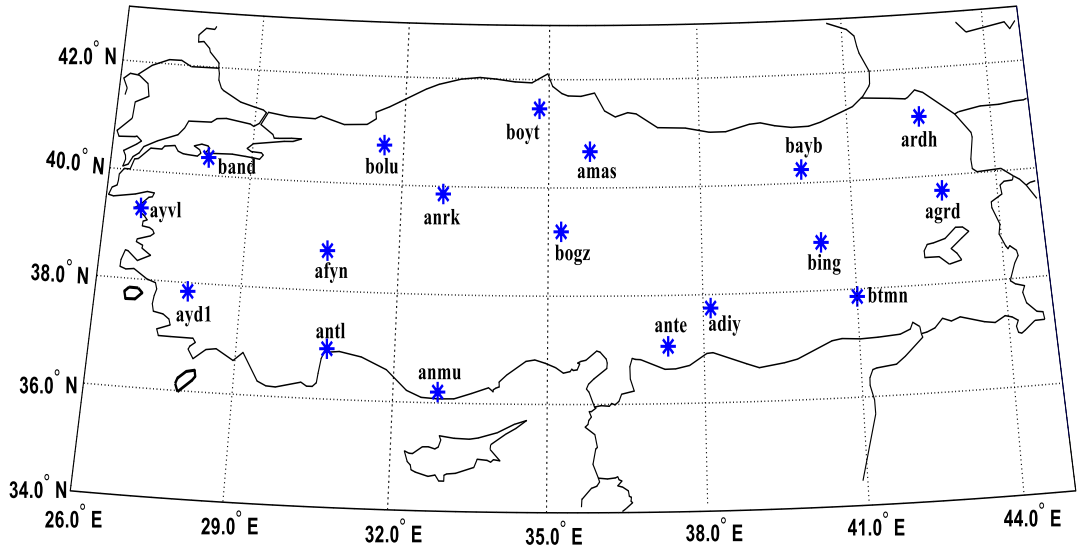 42.0° N
40.0° N
38.0° N
36.0° N
34.0° N
26.0° E
29.0° E
32.0° E
35.0° E
38.0° E
41.0° E
44.0° E
boyt
ardh
bolu
amas
bayb
band
ayvl
anrk
agrd
bogz
afyn
bing
ayd1
btmn
antl
ante
adiy
anmu